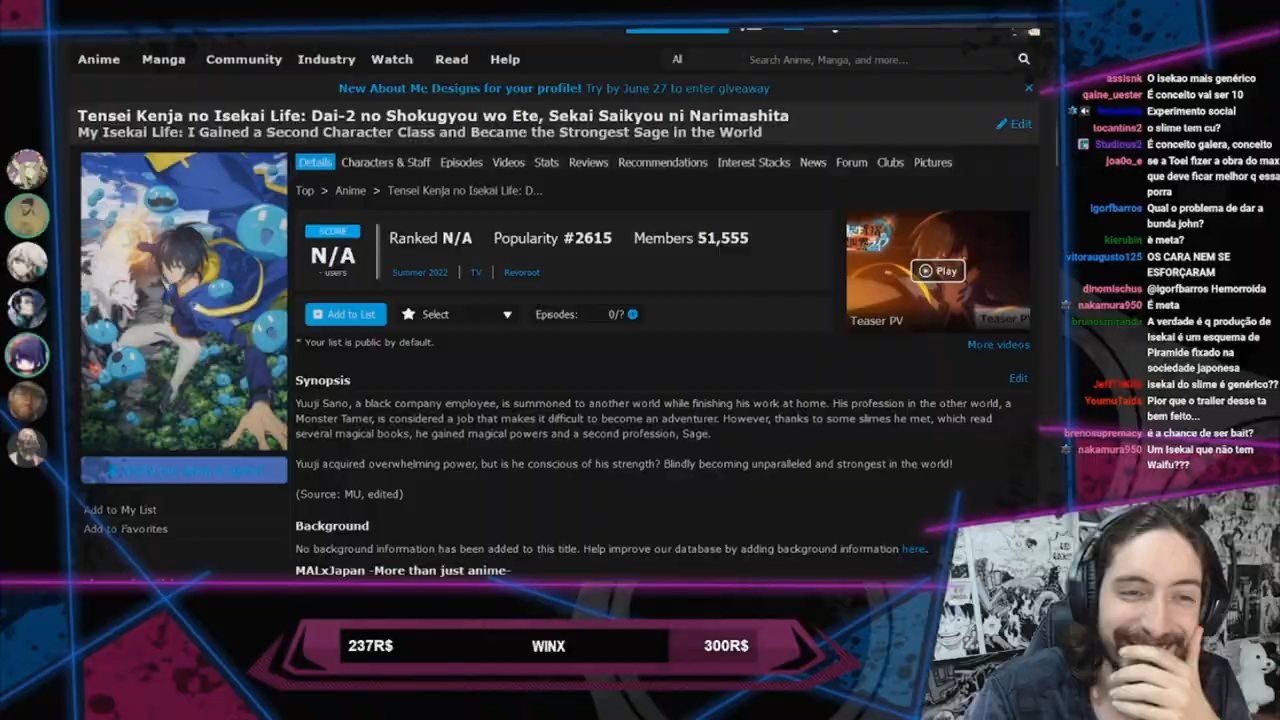 Anime Manga Community Industry Watch Read Help
All Search Anime, Manga, and more...
New About Me Designs for your profile! Try by June 27 to enter giveaway
Tensei Kenja no Isekai Life: Dai-2 no Shokugyou wo Ete, Sekai Saikyou ni Narimashita
My Isekai Life: I Gained a Second Character Class and Became the Strongest Sage in the World
Edit
Details Characters & Staff Episodes Videos Stats Reviews Recommendations Interest Stacks News Forum Clubs Pictures
Top > Anime > Tensei Kenja no Isekai Life: D...
SCORE
N/A
- users
Ranked N/A Popularity #2615 Members 51,555
Summer 2022 TV Revoroot
Play
Teaser PV
Teaser P
Add to List Select Episodes: 0/?
* Your list is public by default.
More videos
Synopsis
Edit
Yuuji Sano, a black company employee, is summoned to another world while finishing his work at home. His profession in the other world, a
Monster Tamer, is considered a job that makes it difficult to become an adventurer. However, thanks to some slimes he met, which read
several magical books, he gained magical powers and a second profession, Sage.
Yuuji acquired overwhelming power, but is he conscious of his strength? Blindly becoming unparalleled and strongest in the world!
(Source: MU, edited)
Background
No background information has been added to this title. Help improve our database by adding background information here.
MALxJapan -More than just anime-
Add to My List
Add to Favorites
237R$ WINX 300R$
assisnk O isekao mais genérico
qaine_uester É conceito vai ser 10
Experimento social
tocantins2 o slime tem cu?
Studious2 É conceito galera, conceito
joa0o_e se a Toei fizer a obra do max
que deve ficar melhor q essa
porra
Igorfbarros Qual o problema de dar a
bunda john?
klerubin è meta?
vitoraugusto125 OS CARA NEM SE
ESFORÇARAM
dinomischus @Igorfbarros Hemorroida
nakamura950 É meta
A verdade é q produção de
Isekai é um esquema de
Piramide fixado na
sociedade japonesa
isekai do slime é genérico??
YoumuTaida Plor que o trailer desse ta
bem feito...
brenosupremacy é a chance de ser bait?
nakamura950 Um Isekai que não tem
Waifu???